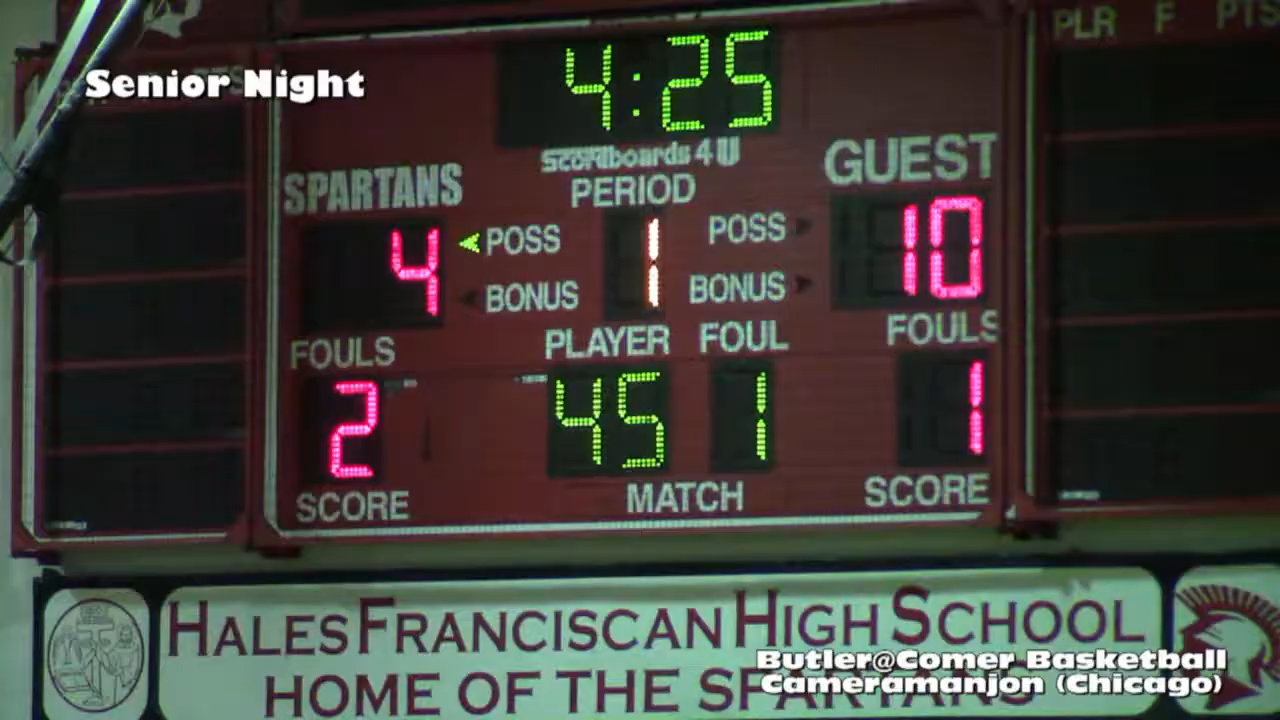 Senior Night
PLR F PTS
4:25
Scoreboards 4 U
SPARTANS PERIOD GUEST
4 POSS 1 POSS 10
BONUS BONUS
FOULS PLAYER FOUL FOULS
2 45 1 1
SCORE MATCH SCORE
HALES FRANCISCAN HIGH SCHOOL
HOME OF THE SPARTANS
Butler@Comer Basketball
Cameramanjon (Chicago)